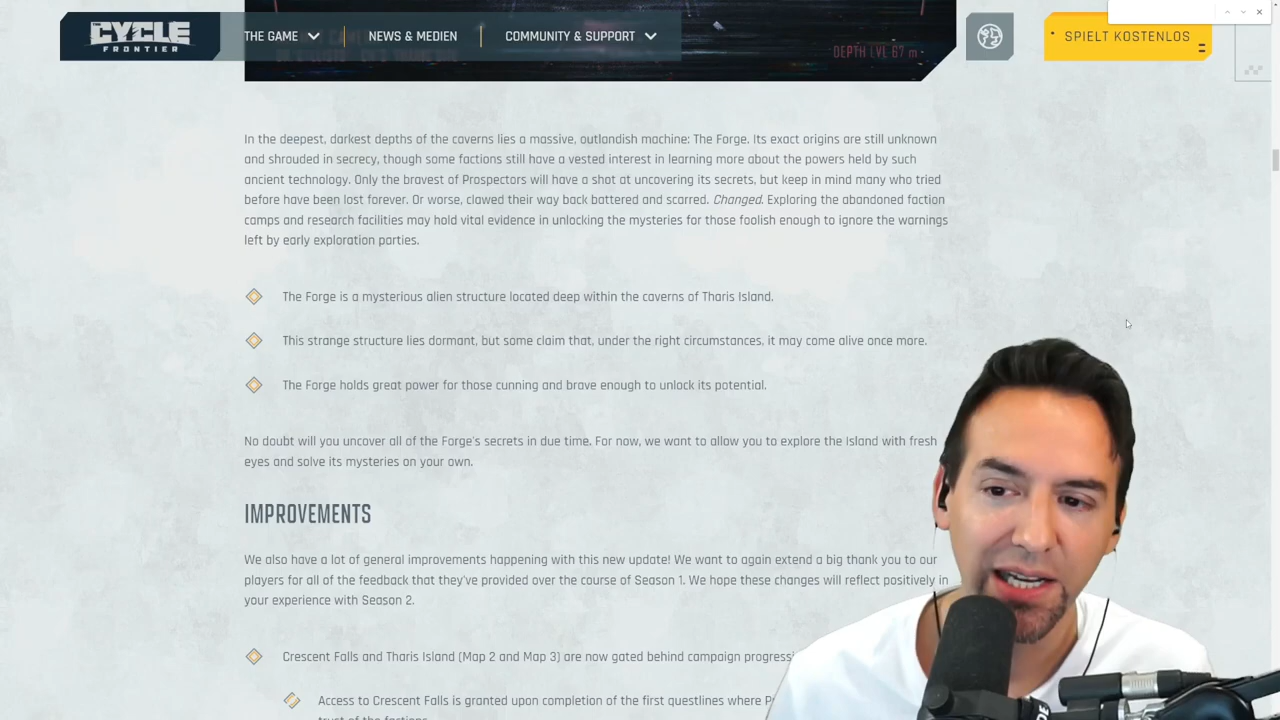 THE CYCLE
FRONTIER
THE GAME
NEWS & MEDIEN
COMMUNITY & SUPPORT
SPIELT KOSTENLOS
DEPTH LVL 67 m
In the deepest, darkest depths of the caverns lies a massive, outlandish machine: The Forge. Its exact origins are still unknown
and shrouded in secrecy, though some factions still have a vested interest in learning more about the powers held by such
ancient technology. Only the bravest of Prospectors will have a shot at uncovering its secrets, but keep in mind many who tried
before have been lost forever. Or worse, clawed their way back battered and scarred. Changed. Exploring the abandoned faction
camps and research facilities may hold vital evidence in unlocking the mysteries for those foolish enough to ignore the warnings
left by early exploration parties.
The Forge is a mysterious alien structure located deep within the caverns of Tharis Island.
This strange structure lies dormant, but some claim that, under the right circumstances, it may come alive once more.
The Forge holds great power for those cunning and brave enough to unlock its potential.
No doubt will you uncover all of the Forge's secrets in due time. For now, we want to allow you to explore the Island with fresh
eyes and solve its mysteries on your own.
IMPROVEMENTS
We also have a lot of general improvements happening with this new update! We want to again extend a big thank you to our
players for all of the feedback that they've provided over the course of Season 1. We hope these changes will reflect positively in
your experience with Season 2.
Crescent Falls and Tharis Island (Map 2 and Map 3) are now gated behind campaign progressi
Access to Crescent Falls is granted upon completion of the first questlines where P
trust of the factions